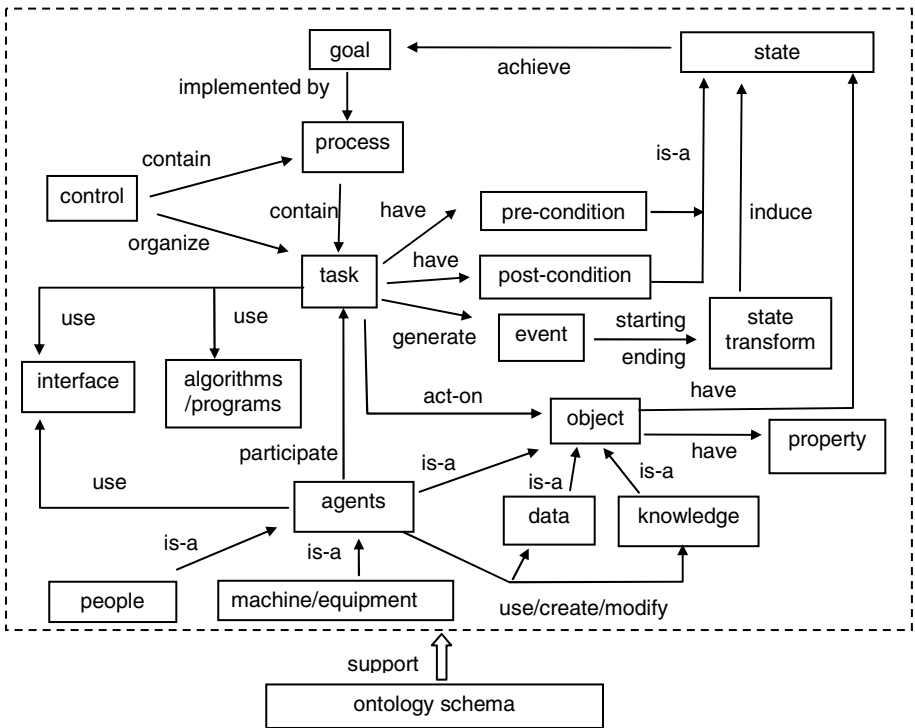 goal
state
achieve
implemented by
process
contain
is-a
control
contain
have
pre-condition
induce
organize
task
have
post-condition
use
use
generate
event
starting
ending
state
transform
interface
algorithms
/programs
act-on
have
object
property
participate
have
use
is-a
is-a
is-a
agents
data
knowledge
is-a
is-a
people
machine/equipment
use/create/modify
support
ontology schema